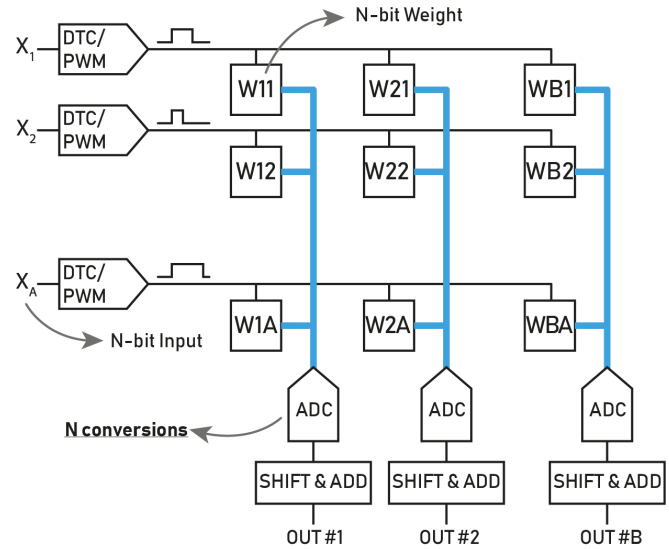 N-bit Weight
X1
DTC/
PWM
W11
W21
WB1
X2
DTC/
PWM
W12
W22
WB2
XA
DTC/
PWM
N-bit Input
W1A
W2A
WBA
N conversions
ADC
ADC
ADC
SHIFT & ADD
SHIFT & ADD
SHIFT & ADD
OUT #1
OUT #2
OUT #B